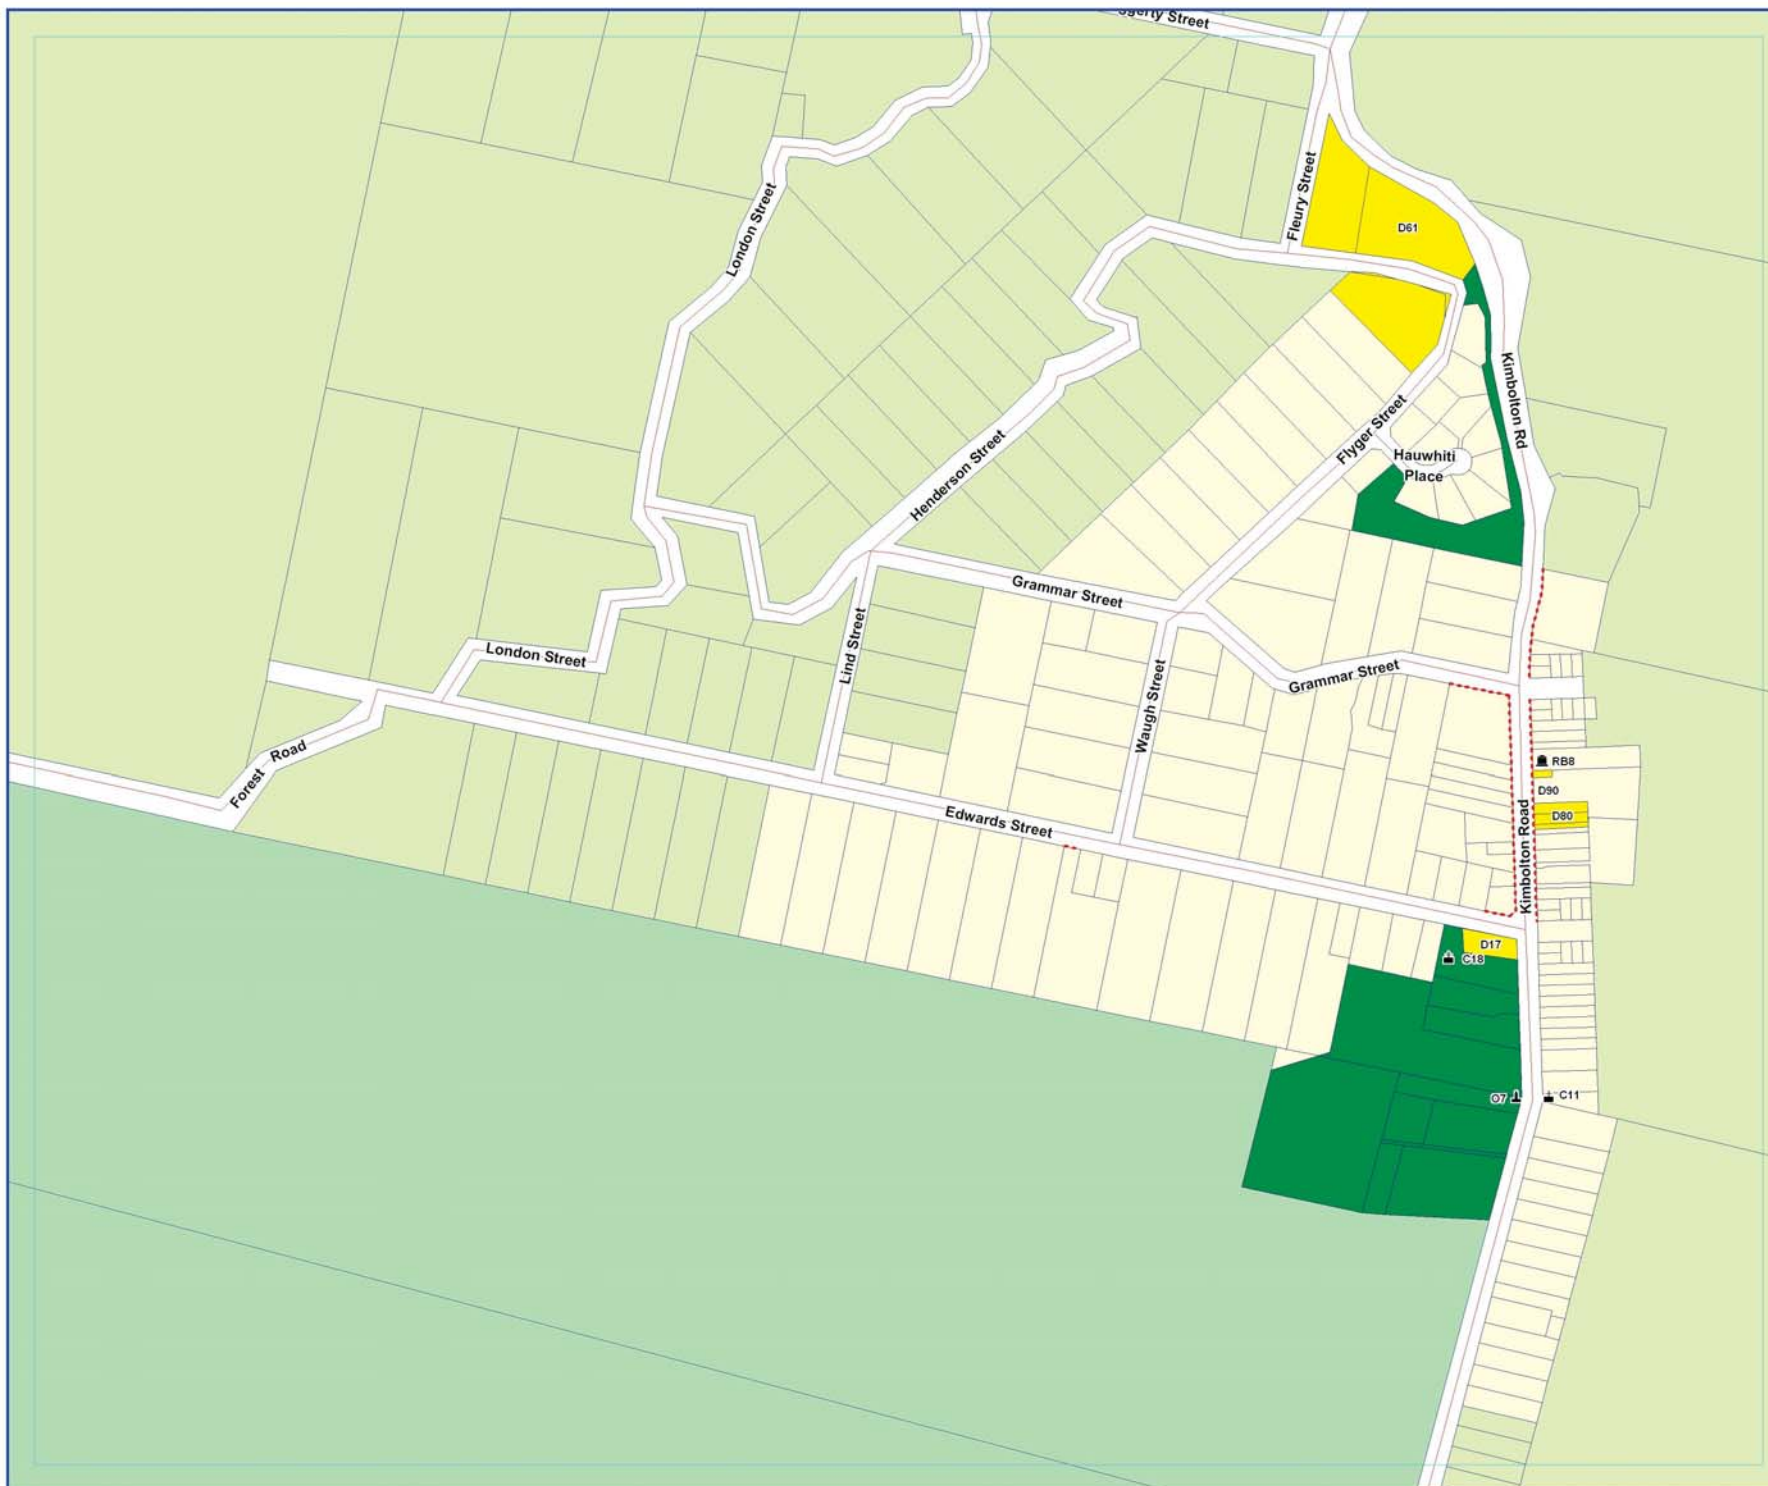 London Street
Fleury Street
D61
Kimbolton Rd
Flyger Street
Hauwhiti
Place
Henderson Street
Grammar Street
Lind Street
London Street
Waugh Street
Grammar Street
Forest Road
RB8
D90
D80
Kimbolton Road
Edwards Street
D17
C18
O7
C11